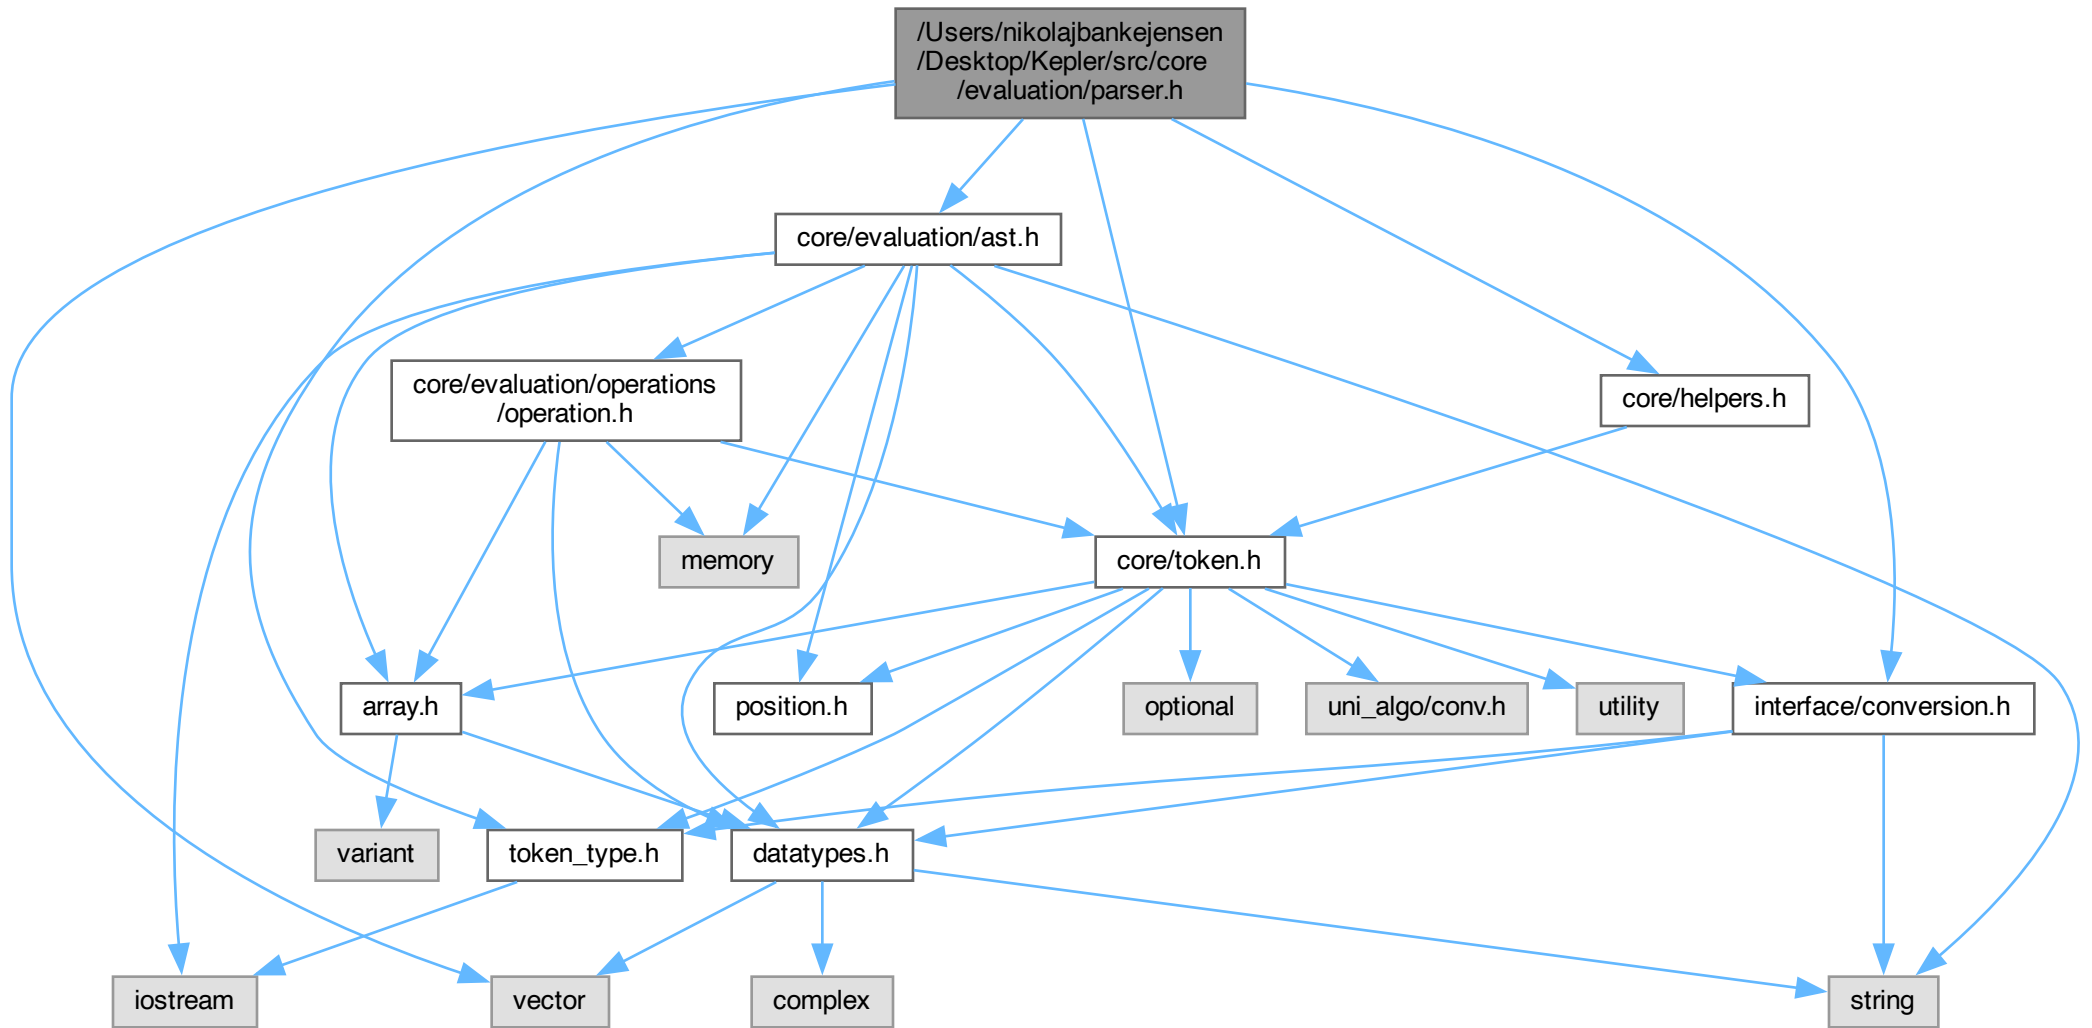 /Users/nikolajbankejensen
/Desktop/Kepler/src/core
/evaluation/parser.h
core/evaluation/ast.h
core/evaluation/operations
/operation.h
core/helpers.h
memory
core/token.h
array.h
position.h
optional
uni_algo/conv.h
utility
interface/conversion.h
variant
token_type.h
datatypes.h
iostream
vector
complex
string